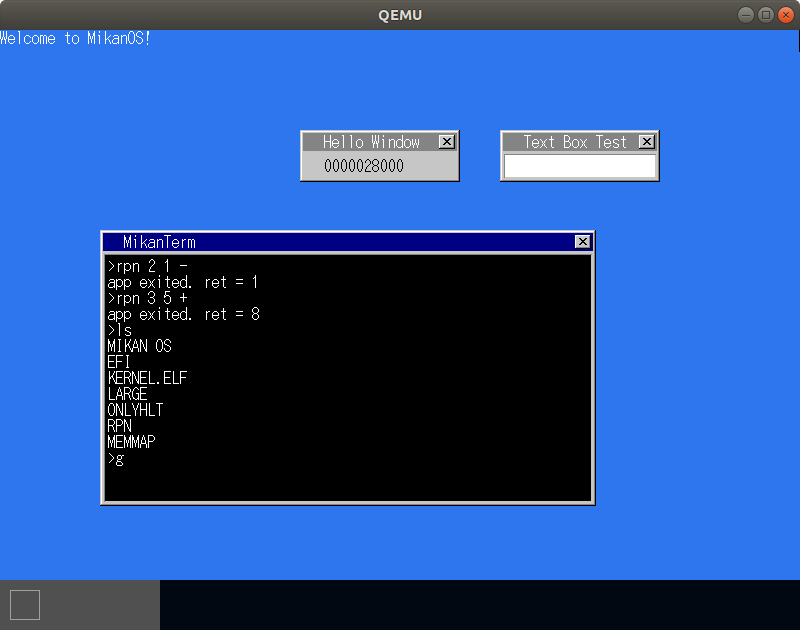 QEMU
Welcome to MikanOS!
Hello Window
0000028000
Text Box Test
MikanTerm
>rpn 2 1 -
app exited. ret = 1
>rpn 3 5 +
app exited. ret = 8
>ls
MIKAN OS
EFI
KERNEL.ELF
LARGE
ONLYHLT
RPN
MEMMAP
>g